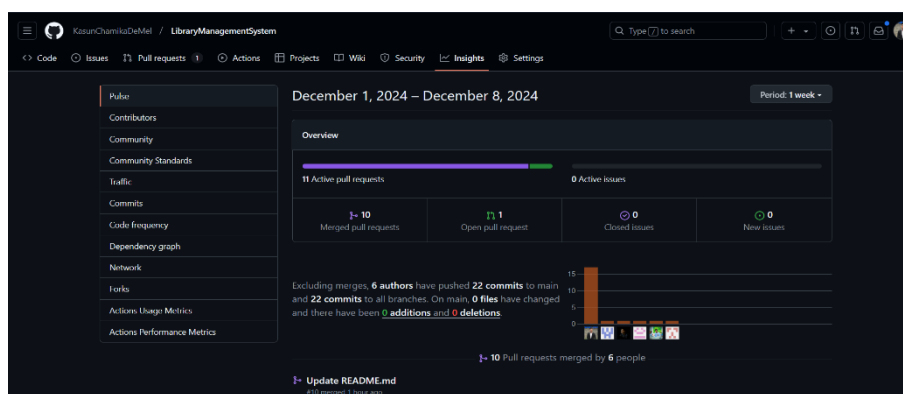 KasunChamikaDeMel / LibraryManagementSystem
Type / to search
Code Issues Pull requests 1 Actions Projects Wiki Security Insights Settings
Pulse
Contributors
Community
Community Standards
Traffic
Commits
Code frequency
Dependency graph
Network
Forks
Actions Usage Metrics
Actions Performance Metrics
December 1, 2024 – December 8, 2024
Period: 1 week
Overview
11 Active pull requests
0 Active issues
10
Merged pull requests
1
Open pull request
0
Closed issues
0
New issues
Excluding merges, 6 authors have pushed 22 commits to main
and 22 commits to all branches. On main, 0 files have changed
and there have been 0 additions and 0 deletions.
15
10
5
0
10 Pull requests merged by 6 people
Update README.md
#10 merged 1 hour ago